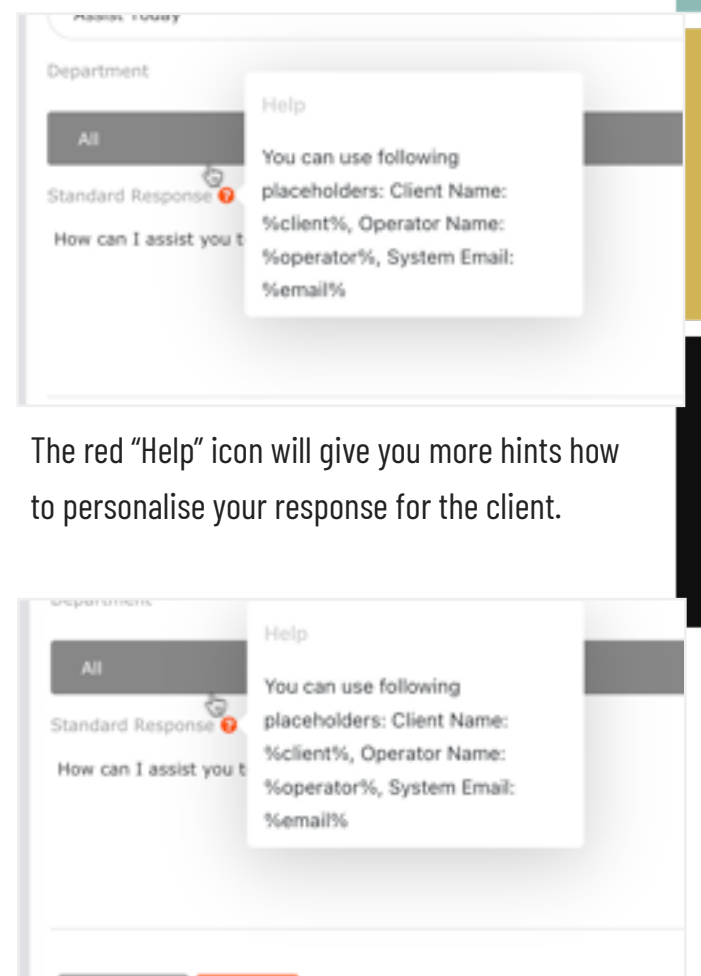 Assist Today
Department
Help
All
You can use following
placeholders: Client Name:
%client%, Operator Name:
%operator%, System Email:
%email%
Standard Response ?
How can I assist you t
The red “Help” icon will give you more hints how
to personalise your response for the client.
Department
Help
All
You can use following
placeholders: Client Name:
%client%, Operator Name:
%operator%, System Email:
%email%
Standard Response ?
How can I assist you t